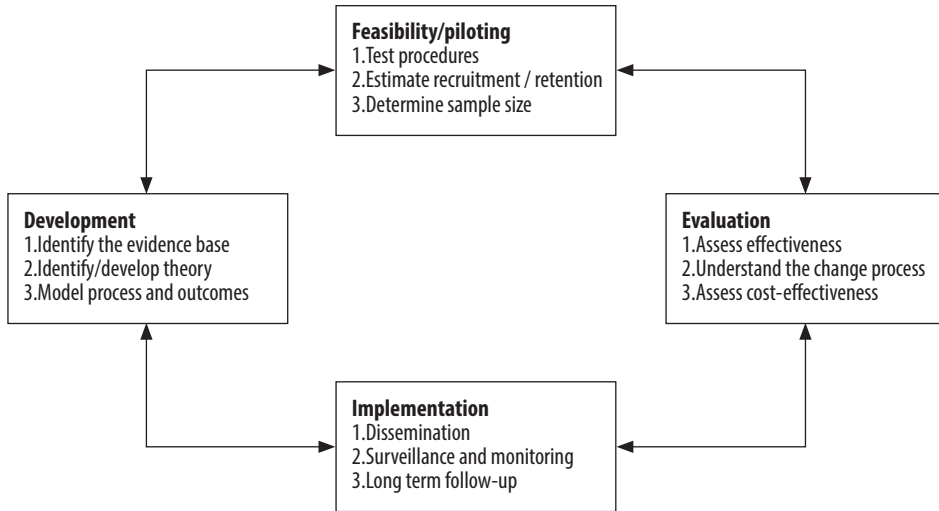 Feasibility/piloting
1.Test procedures
2.Estimate recruitment / retention
3.Determine sample size
Development
1.Identify the evidence base
2.Identify/develop theory
3.Model process and outcomes
Evaluation
1.Assess effectiveness
2.Understand the change process
3.Assess cost-effectiveness
Implementation
1.Dissemination
2.Surveillance and monitoring
3.Long term follow-up